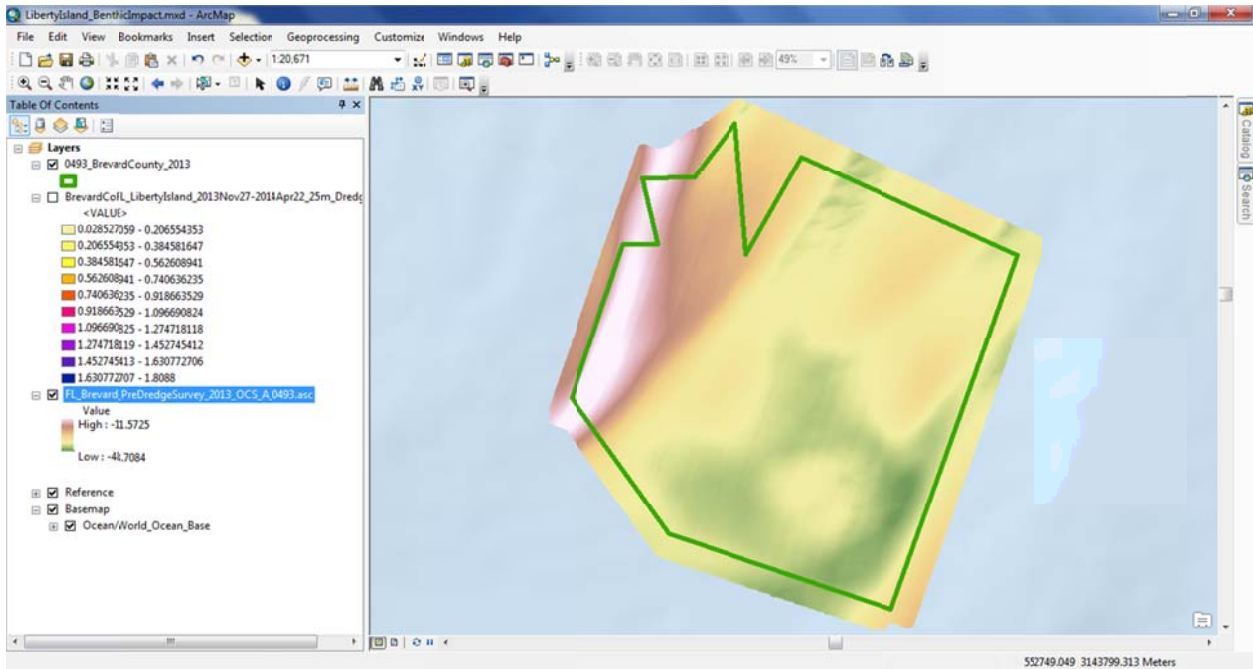 LibertyIsland_BenthicImpact.mxd - ArcMap
File Edit View Bookmarks Insert Selection Geoprocessing Customize Windows Help
1:20,671
49%
Table Of Contents
Layers
0493_BrevardCounty_2013
BrevardCofL_LibertyIsland_2013Nov27-2014Apr22_25m_Dredg
<VALUE>
0.028527059 - 0.206554353
0.206554353 - 0.384581647
0.384581647 - 0.562608941
0.562608941 - 0.740636235
0.740636235 - 0.918663529
0.918663529 - 1.096690824
1.096690825 - 1.274718118
1.274718119 - 1.452745412
1.452745413 - 1.630772706
1.630772707 - 1.8088
FL_Brevard_PreDredgeSurvey_2013_OCS_A_0493.asc
Value
High : -11.5725
Reference
Basemap
Ocean/World_Ocean_Base
Catalog
Search
552749.049 3143799.313 Meters